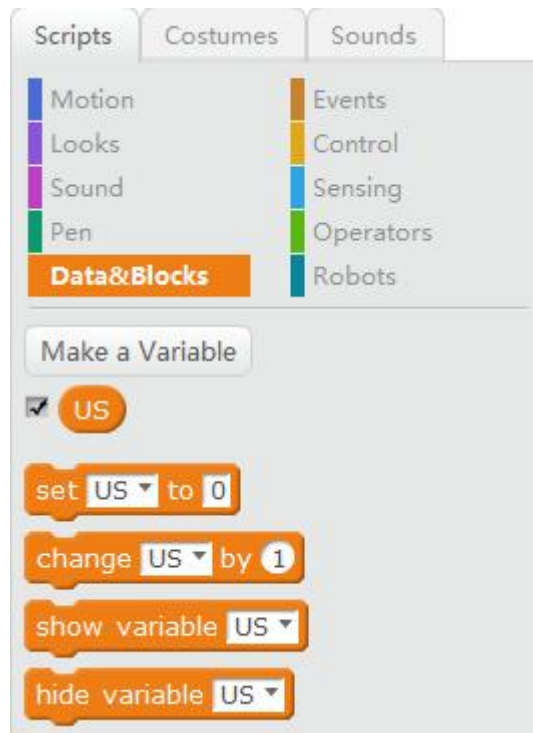 Scripts Costumes Sounds
Motion Events
Looks Control
Sound Sensing
Pen Operators
Data&Blocks Robots
Make a Variable
US
set US to 0
change US by 1
show variable US
hide variable US